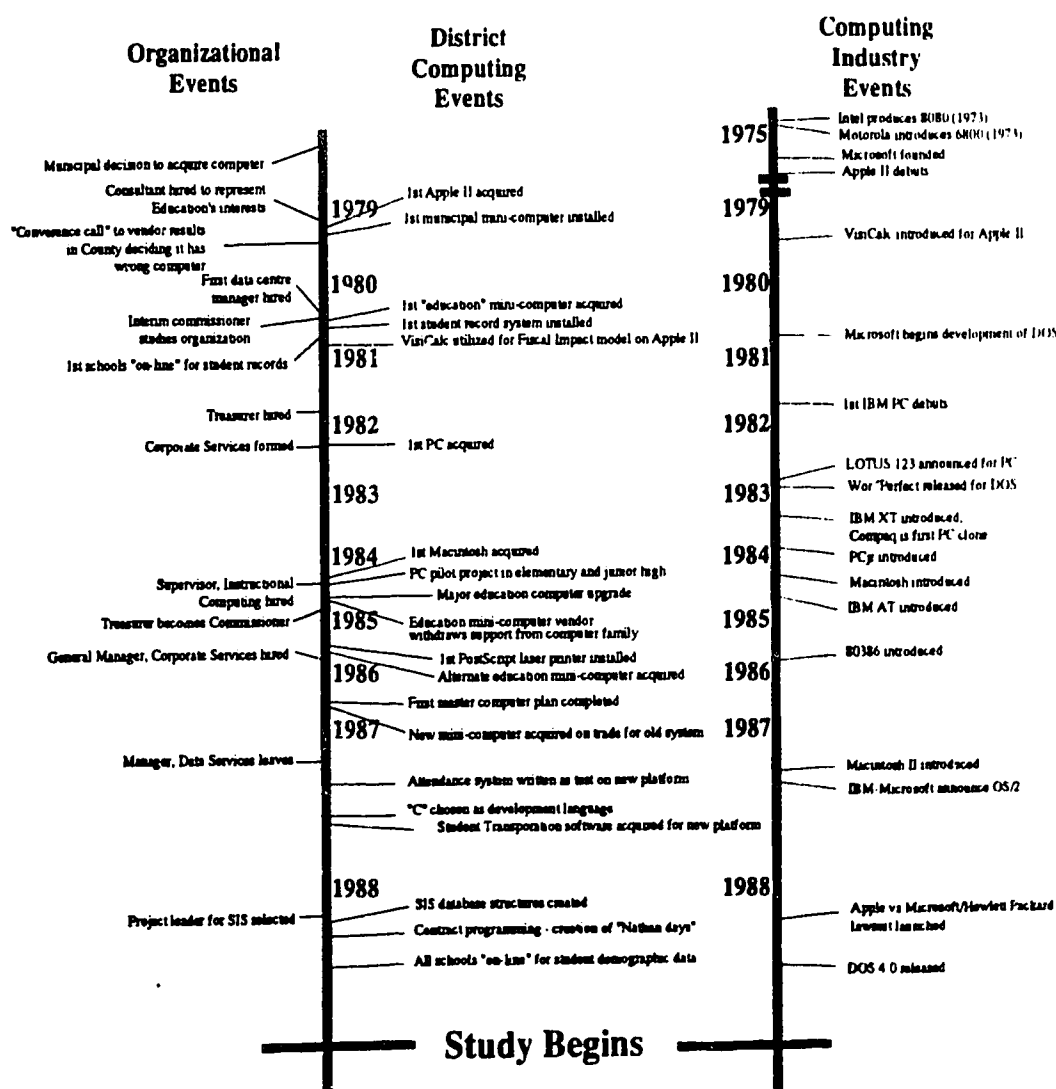 Organizational
Events
District
Computing
Events
Computing
Industry
Events
Municipal decision to acquire computer
Consultant hired to represent
Education's interests
"Converance call" to vendor results
in County deciding it has
wrong computer
First data centre
manager hired
Interim commissioner
studies organization
1st schools "on-line" for student records
Treasurer hired
Corporate Services formed
Supervisor, Instructional
Computing hired
Treasurer becomes Commissioner
General Manager, Corporate Services hired
Manager, Data Services leaves
Project leader for SIS selected
1979
1980
1981
1982
1983
1984
1985
1986
1987
1988
1st Apple II acquired
1st municipal mini-computer installed
1st "education" mini-computer acquired
1st student record system installed
VisiCalc utilized for Fiscal Impact model on Apple II
1st PC acquired
1st Macintosh acquired
PC pilot project in elementary and junior high
Major education computer upgrade
Education mini-computer vendor
withdraws support from computer family
1st PostScript laser printer installed
Alternate education mini-computer acquired
First master computer plan completed
New mini-computer acquired on trade for old system
Attendance system written as test on new platform
"C" chosen as development language
Student Transporation software acquired for new platform
SIS database structures created
Contract programming - creation of "Nathan days"
All schools "on-line" for student demographic data
1975
1979
1980
1981
1982
1983
1984
1985
1986
1987
1988
Intel produces 8080 (1973)
Motorola introduces 6800 (1973)
Microsoft founded
Apple II debuts
VisiCalc introduced for Apple II
Microsoft begins development of DOS
1st IBM PC debuts
LOTUS 123 announced for PC
Wor "Perfect released for DOS
IBM XT introduced,
Compaq is first PC clone
PCjr introduced
Macintosh introduced
IBM AT introduced
80386 introduced
Macintosh II introduced
IBM-Microsoft announce OS/2
Apple vs Microsoft/Hewlett Packard
lawsuit launched
DOS 4 0 released
Study Begins